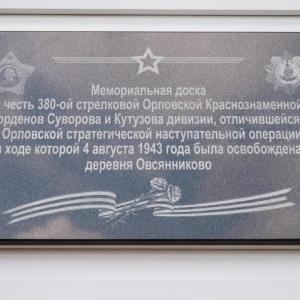 Мемориальная доска
честь 380-ой стрелковой Орловской Краснознаменной
орденов Суворова и Кутузова дивизии, отличившейся
Орловской стратегической наступательной операции
в ходе которой 4 августа 1943 года была освобождена
деревня Овсянниково